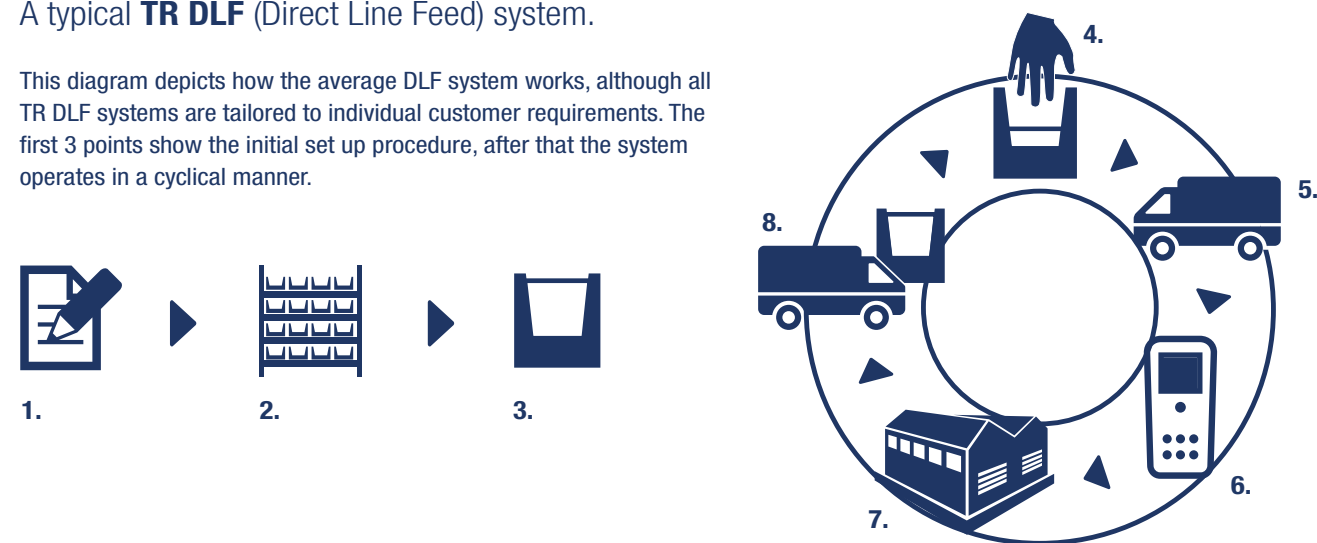 A typical TR DLF (Direct Line Feed) system.
This diagram depicts how the average DLF system works, although all
TR DLF systems are tailored to individual customer requirements. The
first 3 points show the initial set up procedure, after that the system
operates in a cyclical manner.
1.
2.
3.
4.
5.
6.
7.
8.